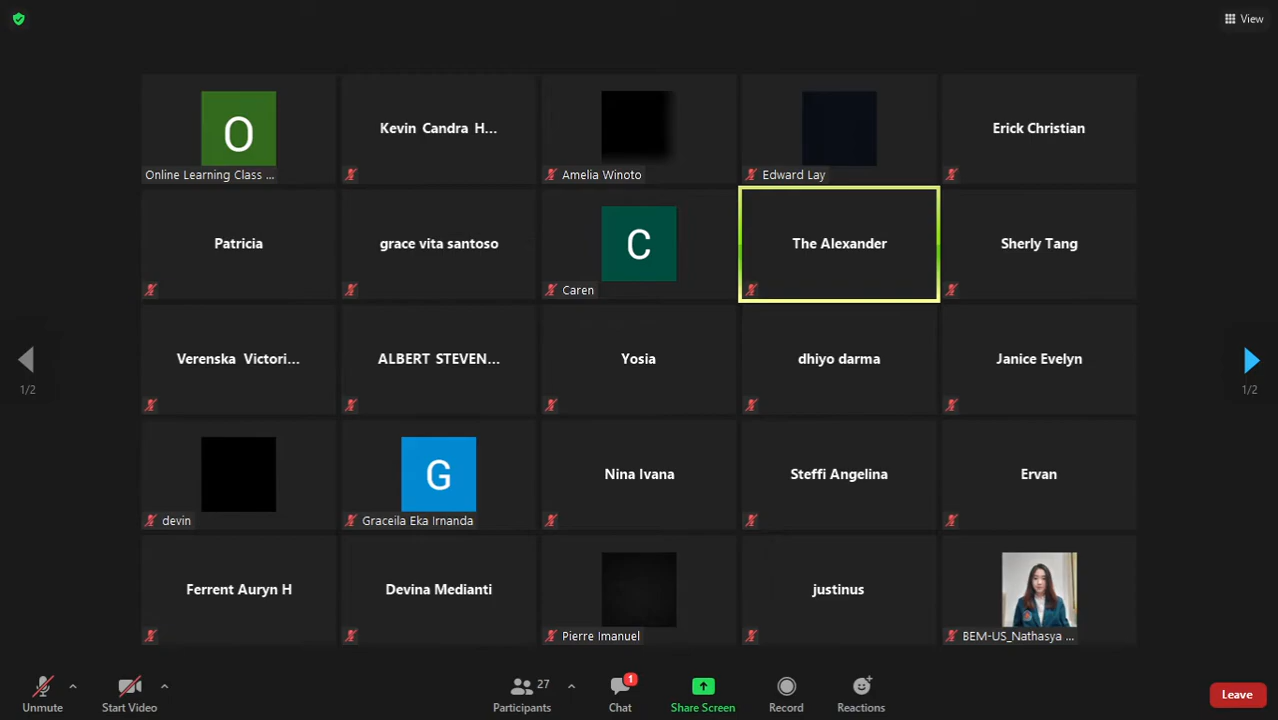 View
O
Online Learning Class ...
Kevin Candra H...
Amelia Winoto
Edward Lay
Erick Christian
Patricia
grace vita santoso
C
Caren
The Alexander
Sherly Tang
Verenska Victori...
ALBERT STEVEN...
Yosia
dhiyo darma
Janice Evelyn
1/2
1/2
devin
G
Graceila Eka Irnanda
Nina Ivana
Steffi Angelina
Ervan
Ferrent Auryn H
Devina Medianti
Pierre Imanuel
justinus
BEM-US_Nathasya ...
Unmute
Start Video
27
Participants
1
Chat
Share Screen
Record
Reactions
Leave